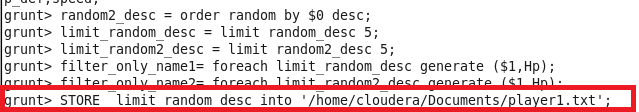 grunt> random2_desc = order random by $0 desc;
grunt> limit_random_desc = limit random_desc 5;
grunt> limit_random2_desc = limit random2_desc 5;
grunt> filter_only_name1= foreach limit_random_desc generate ($1,Hp);
grunt> filter_only_name2= foreach limit_random2_desc generate ($1,Hp);
grunt> STORE  limit_random_desc into '/home/cloudera/Documents/player1.txt';